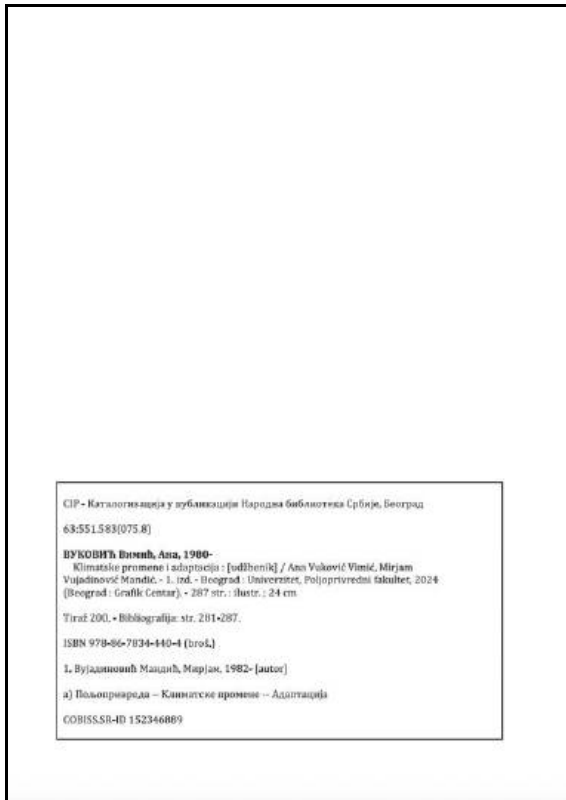 CIP - Каталогизација у публикацији Народна библиотека Србије, Београд
63:551.583(075.8)
ВУКОВИЋ Вимић, Ана, 1980-
Klimatske promene i adaptacija : [udžbenik] / Ana Vuković Vimić, Mirjam
Vujadinović Mandić. - 1. izd. - Beograd : Univerzitet, Poljoprivredni fakultet, 2024
(Beograd : Grafik Centar). - 287 str. : ilustr. ; 24 cm
Tiraž 200. - Bibliografija: str. 281-287.
ISBN 978-86-7834-440-4 (broš.)
1. Вујадиновић Мандић, Мирјам, 1982- [autor]
а) Пољопривреда -- Климатске промене -- Адаптација
COBISS.SR-ID 152346889